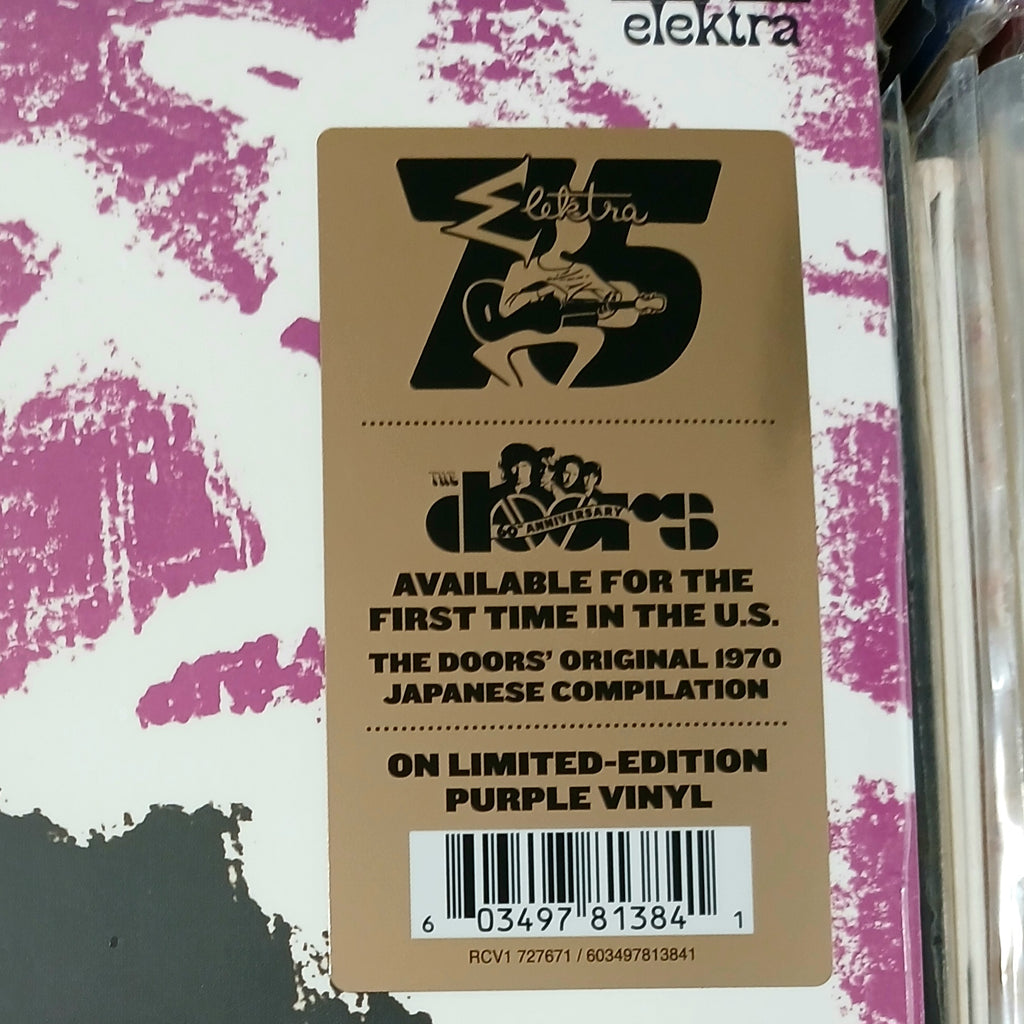 elektra
75
Elektra
THE
doors
60TH ANNIVERSARY
AVAILABLE FOR THE
FIRST TIME IN THE U.S.
THE DOORS' ORIGINAL 1970
JAPANESE COMPILATION
ON LIMITED-EDITION
PURPLE VINYL
6 03497 81384 1
RCV1 727671 / 603497813841